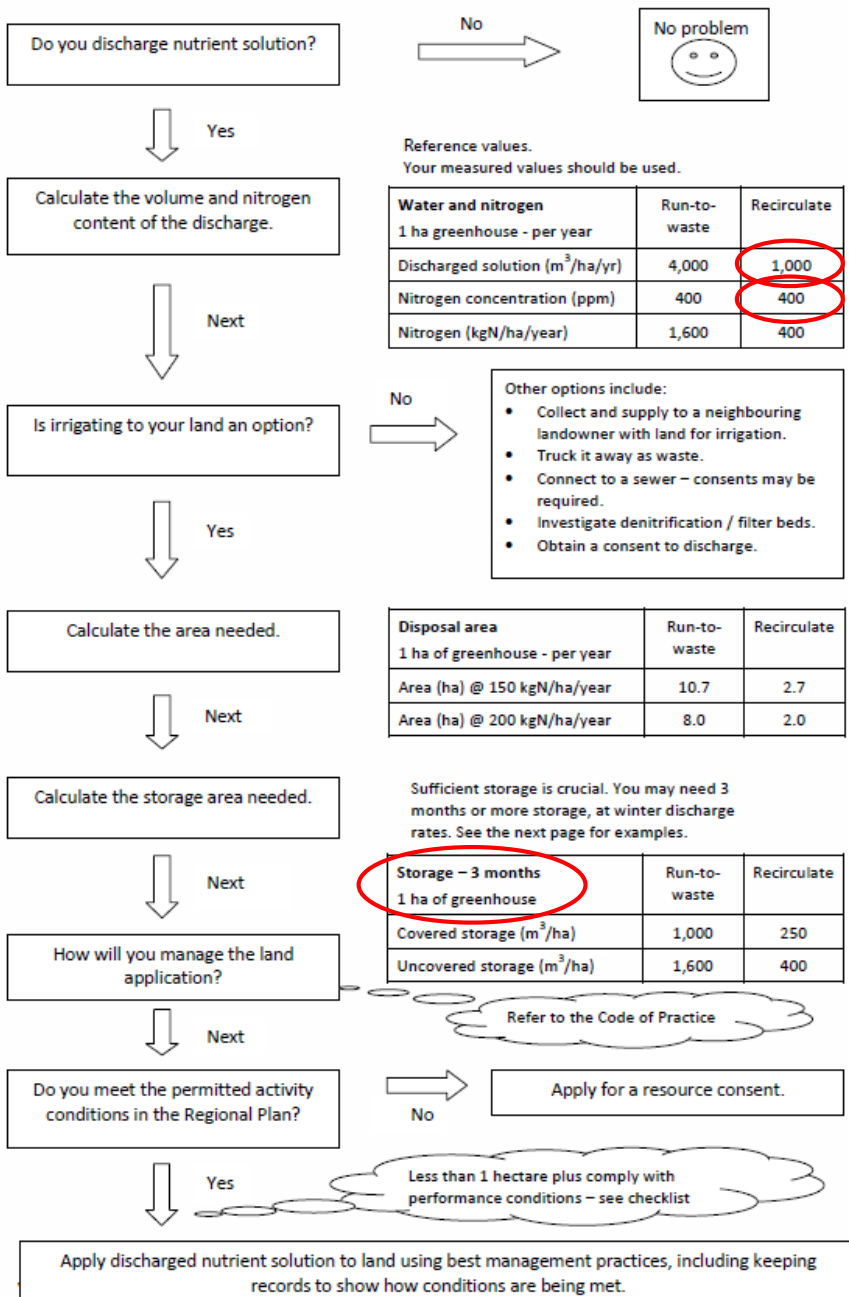 Do you discharge nutrient solution?
No
No problem
Yes
Reference values.
Your measured values should be used.
Calculate the volume and nitrogen
content of the discharge.
Water and nitrogen
1 ha greenhouse - per year
Run-to-
waste
Recirculate
Discharged solution (m³/ha/yr) 4,000 1,000
Nitrogen concentration (ppm) 400 400
Nitrogen (kgN/ha/year) 1,600 400
Next
Is irrigating to your land an option?
No
Other options include:
• Collect and supply to a neighbouring
landowner with land for irrigation.
• Truck it away as waste.
• Connect to a sewer – consents may be
required.
• Investigate denitrification / filter beds.
• Obtain a consent to discharge.
Yes
Calculate the area needed.
Disposal area
1 ha of greenhouse - per year
Run-to-
waste
Recirculate
Area (ha) @ 150 kgN/ha/year 10.7 2.7
Area (ha) @ 200 kgN/ha/year 8.0 2.0
Next
Calculate the storage area needed.
Sufficient storage is crucial. You may need 3
months or more storage, at winter discharge
rates. See the next page for examples.
Next
Storage – 3 months
1 ha of greenhouse
Run-to-
waste
Recirculate
Covered storage (m³/ha) 1,000 250
Uncovered storage (m³/ha) 1,600 400
How will you manage the land
application?
Refer to the Code of Practice
Next
Do you meet the permitted activity
conditions in the Regional Plan?
No
Apply for a resource consent.
Yes
Less than 1 hectare plus comply with
performance conditions – see checklist
Apply discharged nutrient solution to land using best management practices, including keeping
records to show how conditions are being met.